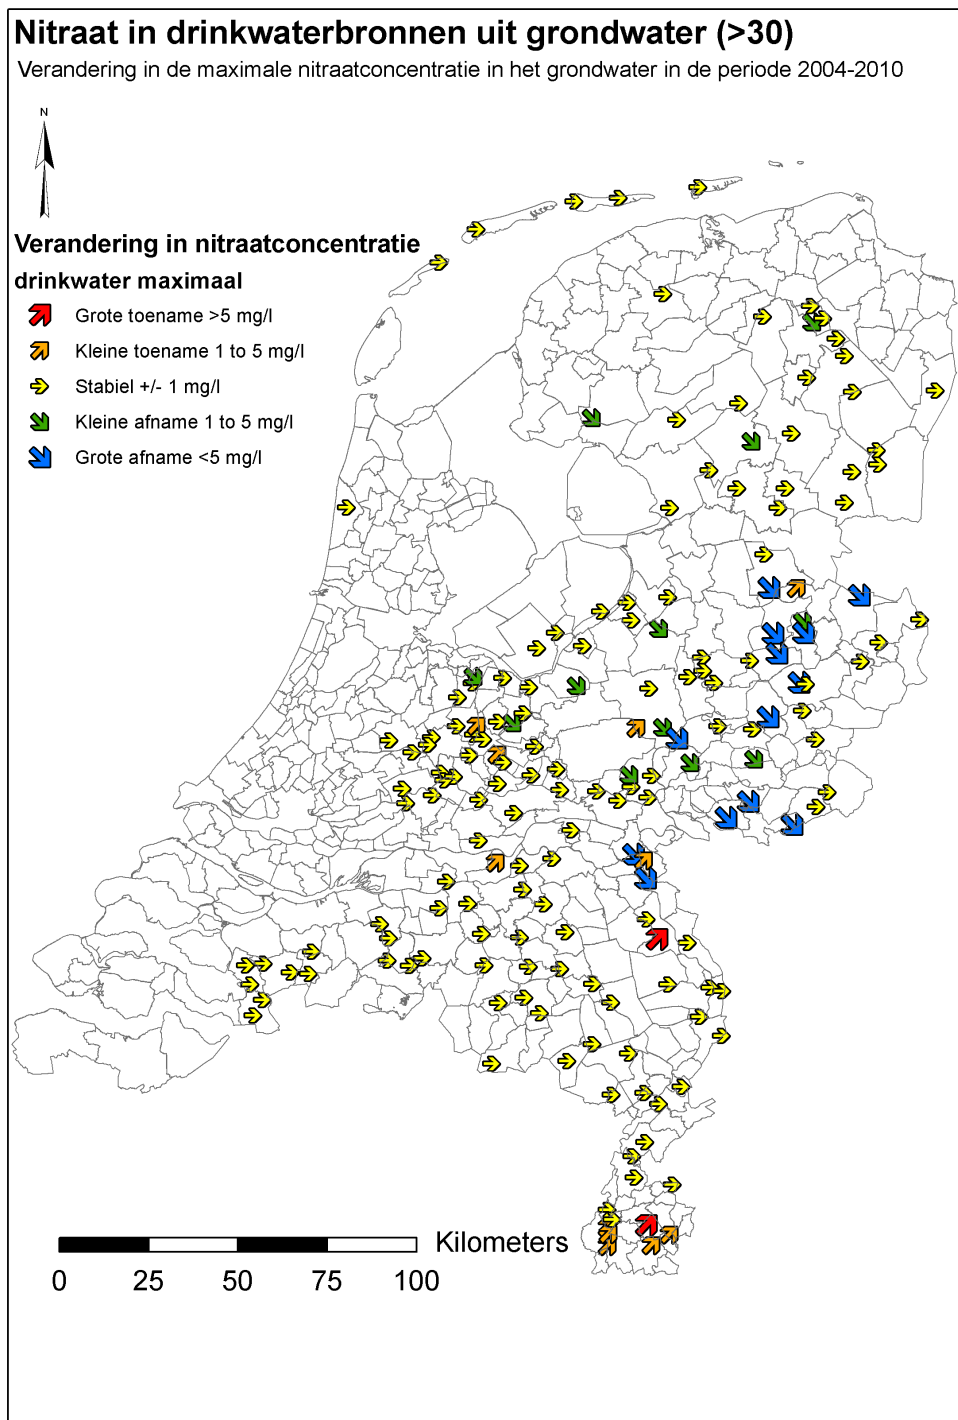 Nitraat in drinkwaterbronnen uit grondwater (>30)
Verandering in de maximale nitraatconcentratie in het grondwater in de periode 2004-2010
N
Verandering in nitraatconcentratie
drinkwater maximaal
Grote toename >5 mg/l
Kleine toename 1 to 5 mg/l
Stabiel +/- 1 mg/l
Kleine afname 1 to 5 mg/l
Grote afname <5 mg/l
Kilometers
0 25 50 75 100